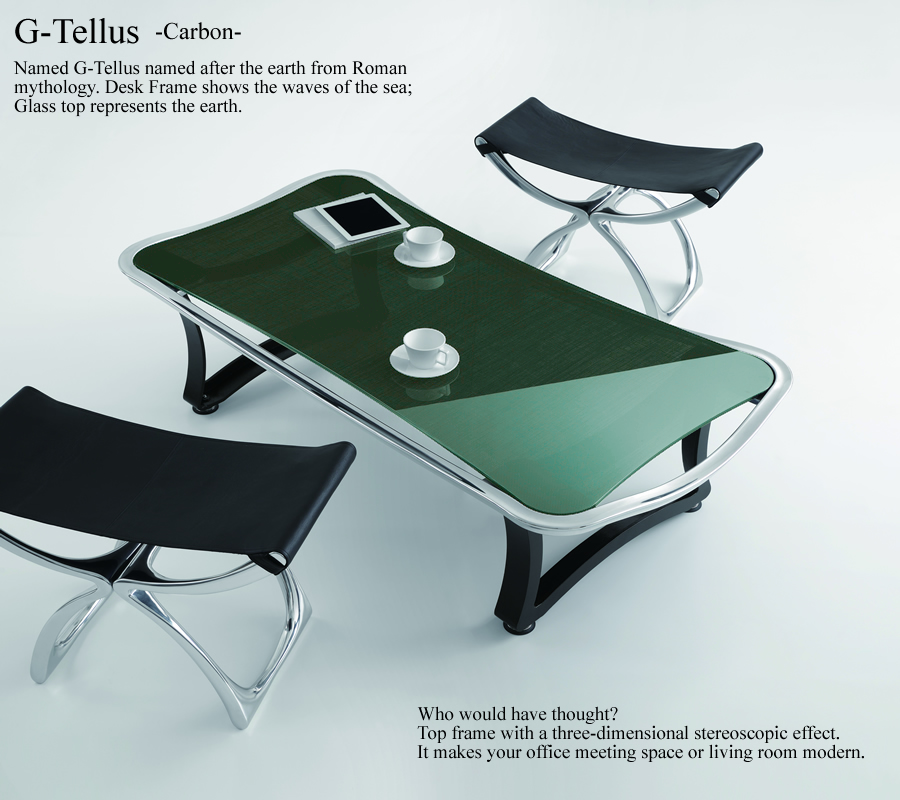 G-Tellus -Carbon-
Named G-Tellus named after the earth from Roman
mythology. Desk Frame shows the waves of the sea;
Glass top represents the earth.
Who would have thought?
Top frame with a three-dimensional stereoscopic effect.
It makes your office meeting space or living room modern.